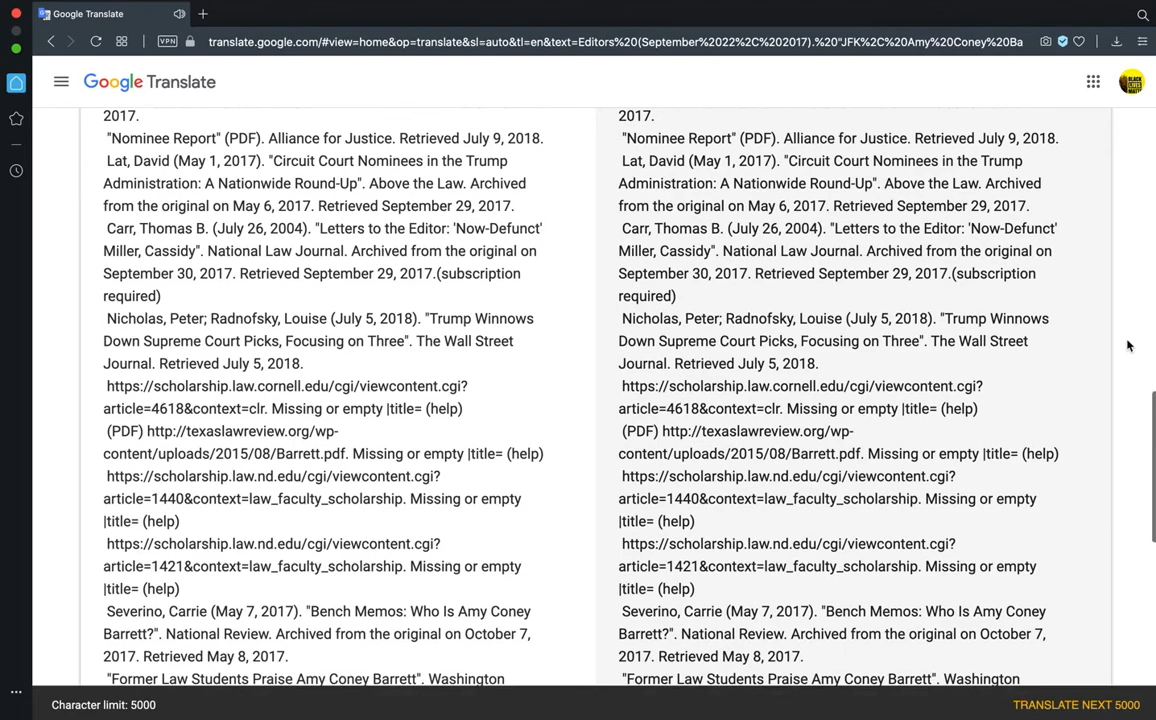 Google Translate
VPN
translate.google.com/#view=home&op=translate&sl=auto&tl=en&text=Editors%20(September%2022%2C%202017).%20"JFK%2C%20Amy%20Coney%20Ba
Google Translate
BLACK LIVES MATTER
2017.
"Nominee Report" (PDF). Alliance for Justice. Retrieved July 9, 2018.
Lat, David (May 1, 2017). "Circuit Court Nominees in the Trump
Administration: A Nationwide Round-Up". Above the Law. Archived
from the original on May 6, 2017. Retrieved September 29, 2017.
Carr, Thomas B. (July 26, 2004). "Letters to the Editor: 'Now-Defunct'
Miller, Cassidy". National Law Journal. Archived from the original on
September 30, 2017. Retrieved September 29, 2017.(subscription
required)
Nicholas, Peter; Radnofsky, Louise (July 5, 2018). "Trump Winnows
Down Supreme Court Picks, Focusing on Three". The Wall Street
Journal. Retrieved July 5, 2018.
https://scholarship.law.cornell.edu/cgi/viewcontent.cgi?
article=4618&context=clr. Missing or empty |title= (help)
(PDF) http://texaslawreview.org/wp-
content/uploads/2015/08/Barrett.pdf. Missing or empty |title= (help)
https://scholarship.law.nd.edu/cgi/viewcontent.cgi?
article=1440&context=law_faculty_scholarship. Missing or empty
|title= (help)
https://scholarship.law.nd.edu/cgi/viewcontent.cgi?
article=1421&context=law_faculty_scholarship. Missing or empty
|title= (help)
Severino, Carrie (May 7, 2017). "Bench Memos: Who Is Amy Coney
Barrett?". National Review. Archived from the original on October 7,
2017. Retrieved May 8, 2017.
"Former Law Students Praise Amy Coney Barrett". Washington
2017.
"Nominee Report" (PDF). Alliance for Justice. Retrieved July 9, 2018.
Lat, David (May 1, 2017). "Circuit Court Nominees in the Trump
Administration: A Nationwide Round-Up". Above the Law. Archived
from the original on May 6, 2017. Retrieved September 29, 2017.
Carr, Thomas B. (July 26, 2004). "Letters to the Editor: 'Now-Defunct'
Miller, Cassidy". National Law Journal. Archived from the original on
September 30, 2017. Retrieved September 29, 2017.(subscription
required)
Nicholas, Peter; Radnofsky, Louise (July 5, 2018). "Trump Winnows
Down Supreme Court Picks, Focusing on Three". The Wall Street
Journal. Retrieved July 5, 2018.
https://scholarship.law.cornell.edu/cgi/viewcontent.cgi?
article=4618&context=clr. Missing or empty |title= (help)
(PDF) http://texaslawreview.org/wp-
content/uploads/2015/08/Barrett.pdf. Missing or empty |title= (help)
https://scholarship.law.nd.edu/cgi/viewcontent.cgi?
article=1440&context=law_faculty_scholarship. Missing or empty
|title= (help)
https://scholarship.law.nd.edu/cgi/viewcontent.cgi?
article=1421&context=law_faculty_scholarship. Missing or empty
|title= (help)
Severino, Carrie (May 7, 2017). "Bench Memos: Who Is Amy Coney
Barrett?". National Review. Archived from the original on October 7,
2017. Retrieved May 8, 2017.
"Former Law Students Praise Amy Coney Barrett". Washington
Character limit: 5000
TRANSLATE NEXT 5000